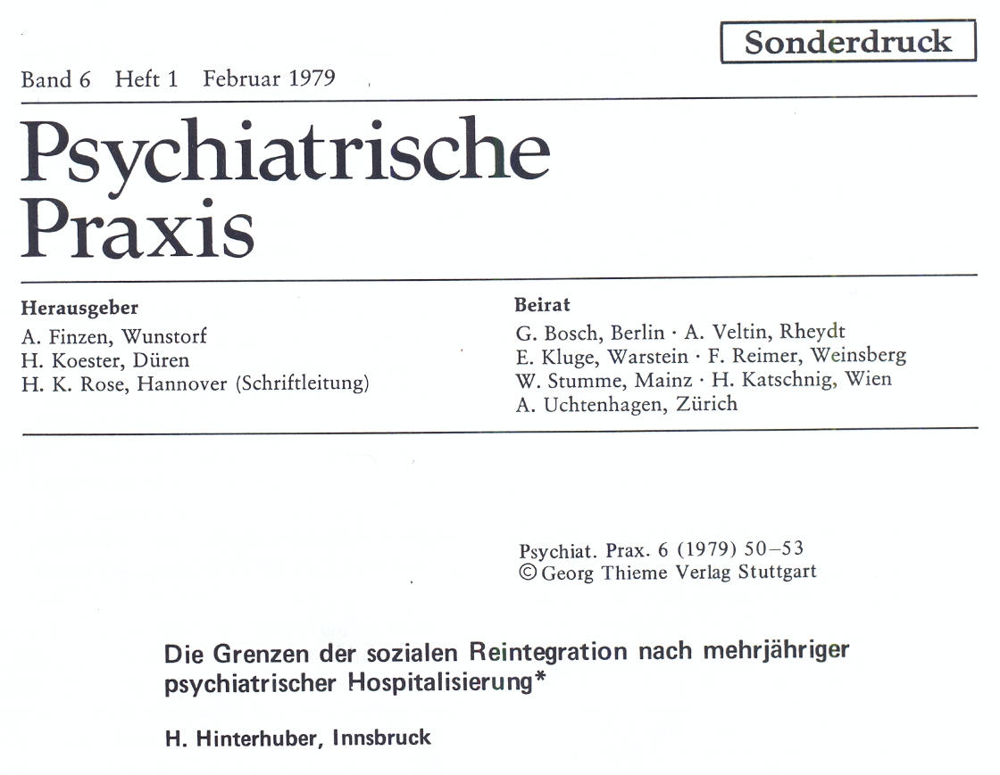 Sonderdruck
Band 6 Heft 1 Februar 1979
Psychiatrische
Praxis
Herausgeber
A. Finzen, Wunstorf
H. Koester, Düren
H. K. Rose, Hannover (Schriftleitung)
Beirat
G. Bosch, Berlin · A. Veltin, Rheydt
E. Kluge, Warstein · F. Reimer, Weinsberg
W. Stumme, Mainz · H. Katschnig, Wien
A. Uchtenhagen, Zürich
Psychiat. Prax. 6 (1979) 50–53
© Georg Thieme Verlag Stuttgart
Die Grenzen der sozialen Reintegration nach mehrjähriger
psychiatrischer Hospitalisierung*
H. Hinterhuber, Innsbruck